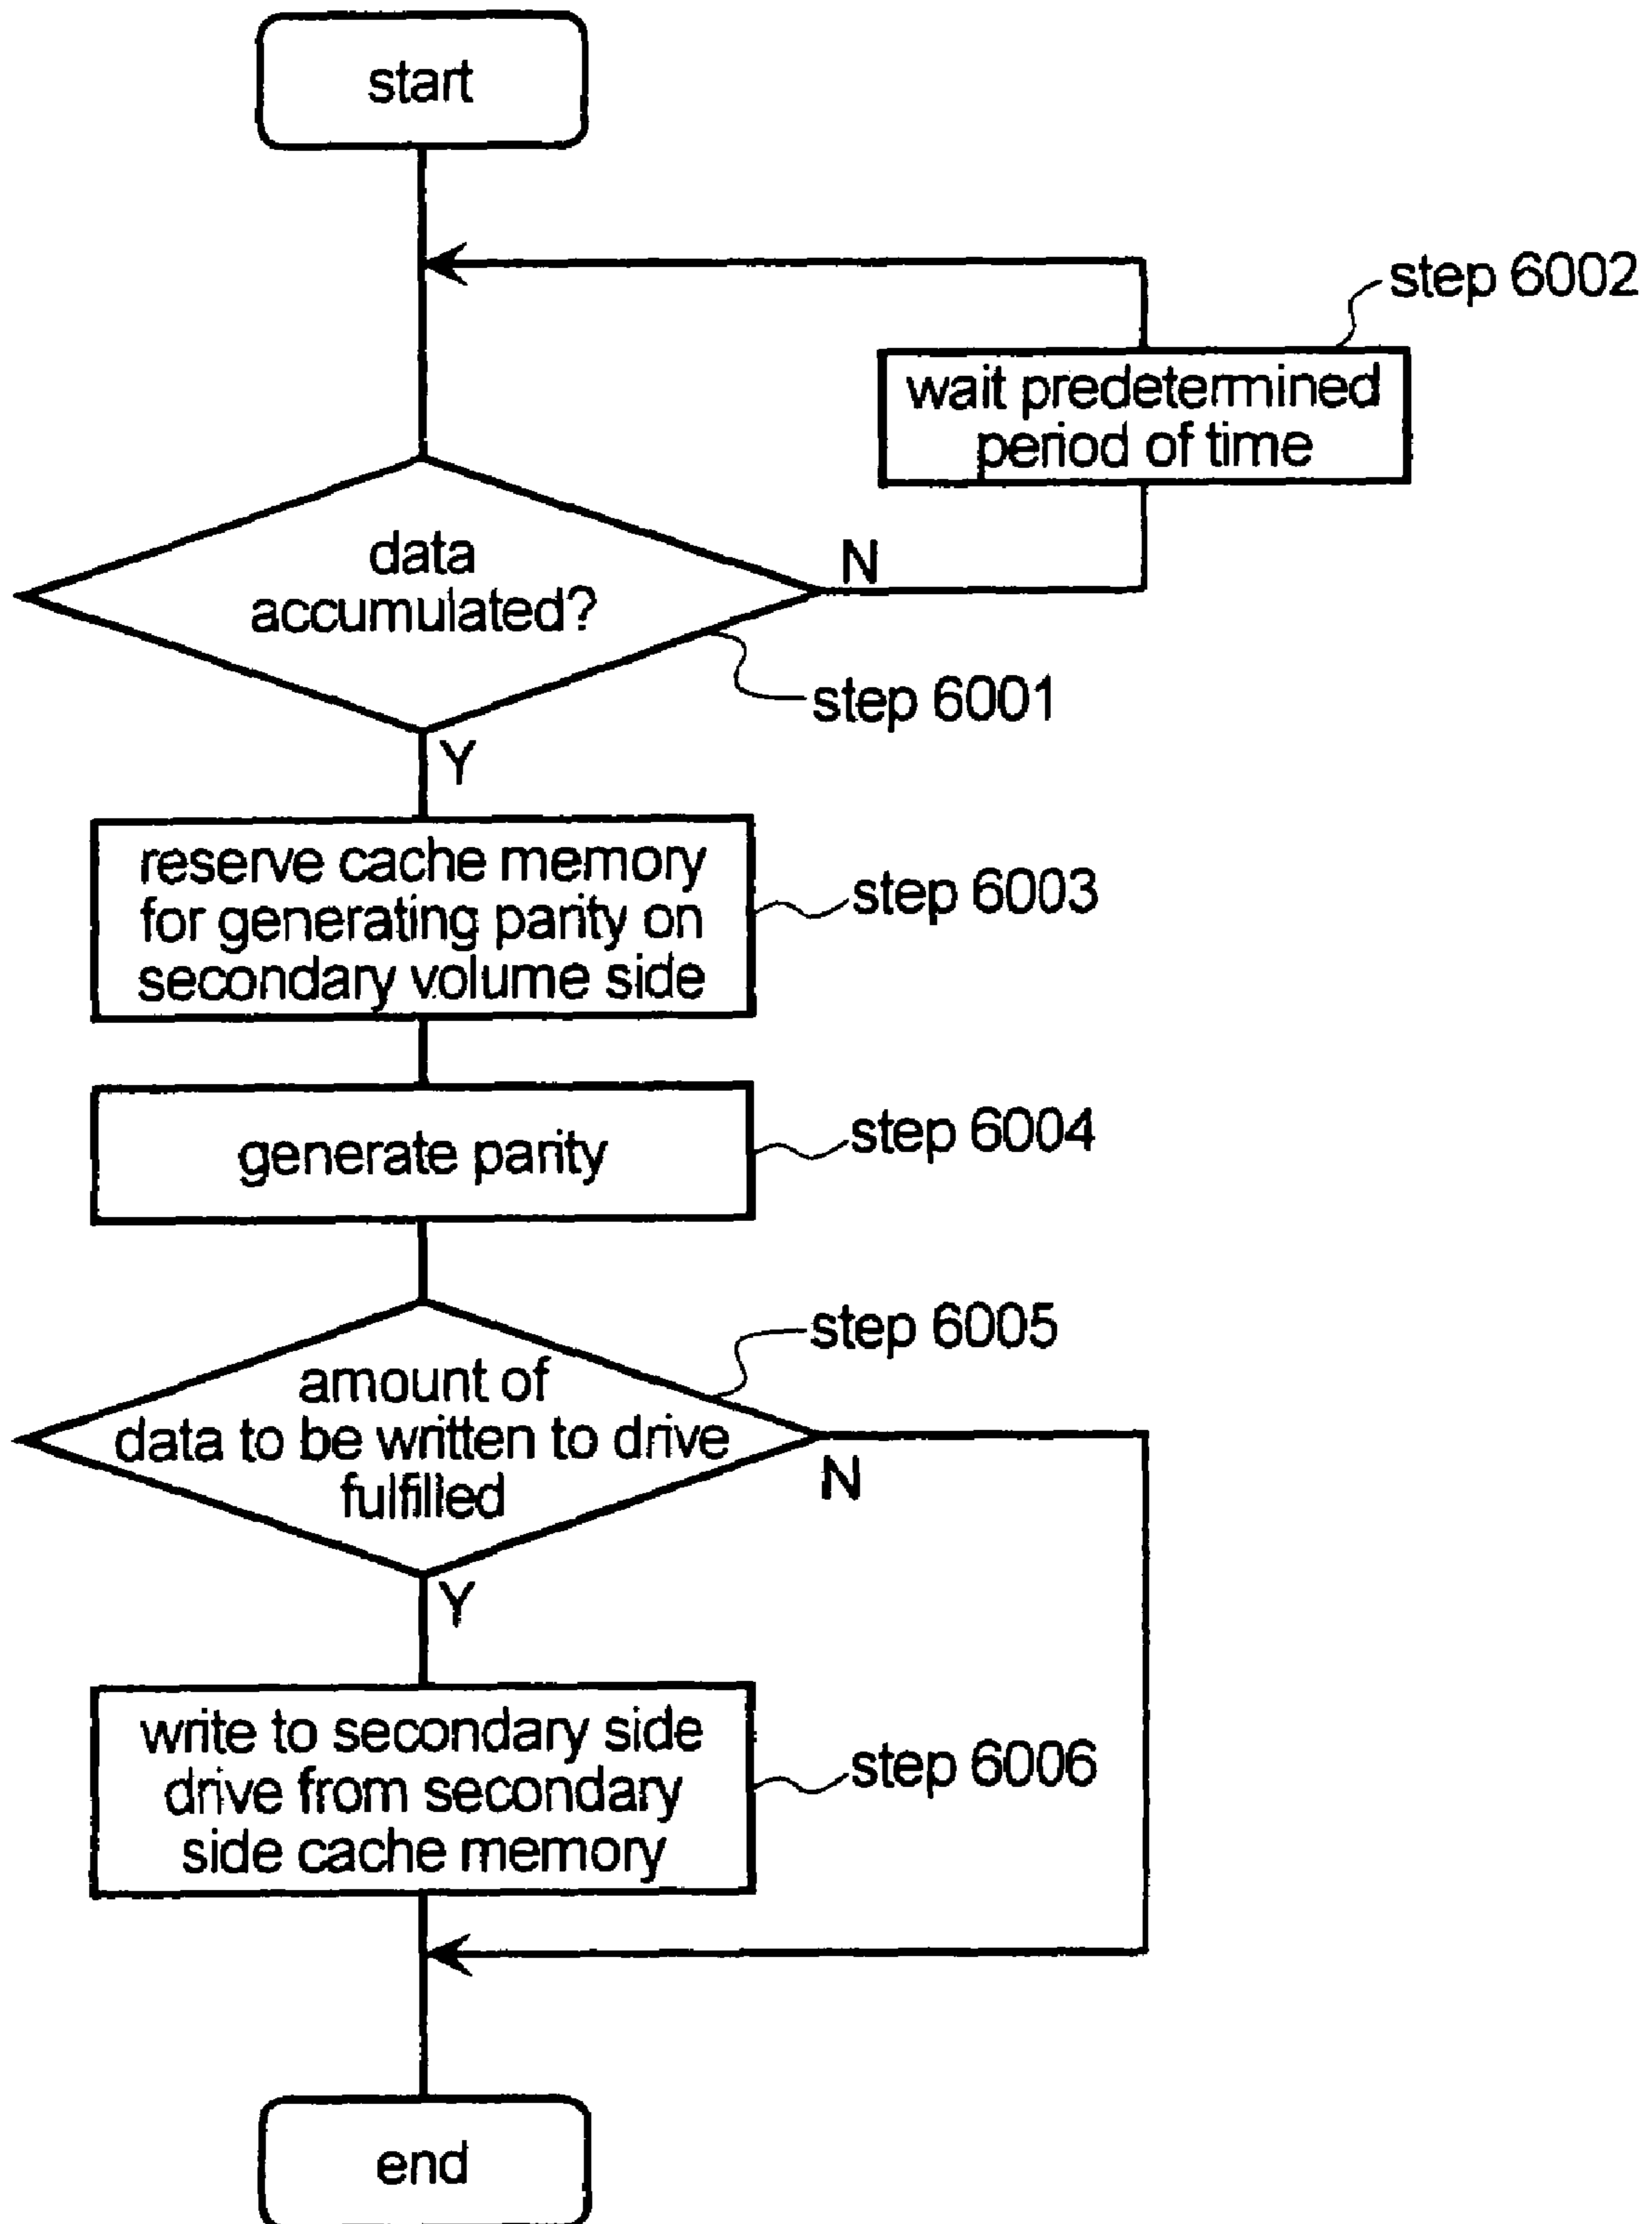 start
step 6002
wait predetermined
period of time
data
accumulated?
N
step 6001
Y
reserve cache memory
for generating parity on
secondary volume side
step 6003
generate parity
step 6004
step 6005
amount of
data to be written to drive
fulfilled
N
Y
write to secondary side
drive from secondary
side cache memory
step 6006
end